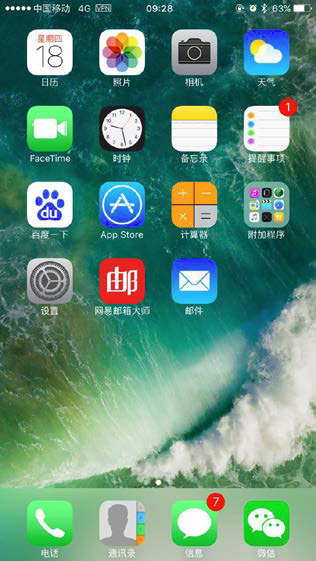 中国移动 4G VPN 09:28 63%
星期四
18
1
日历 照片 相机 天气
FaceTime 时钟 备忘录 提醒事项
du
百度一下 App Store 计算器 附加程序
邮
设置 网易邮箱大师 邮件
7
电话 通讯录 信息 微信